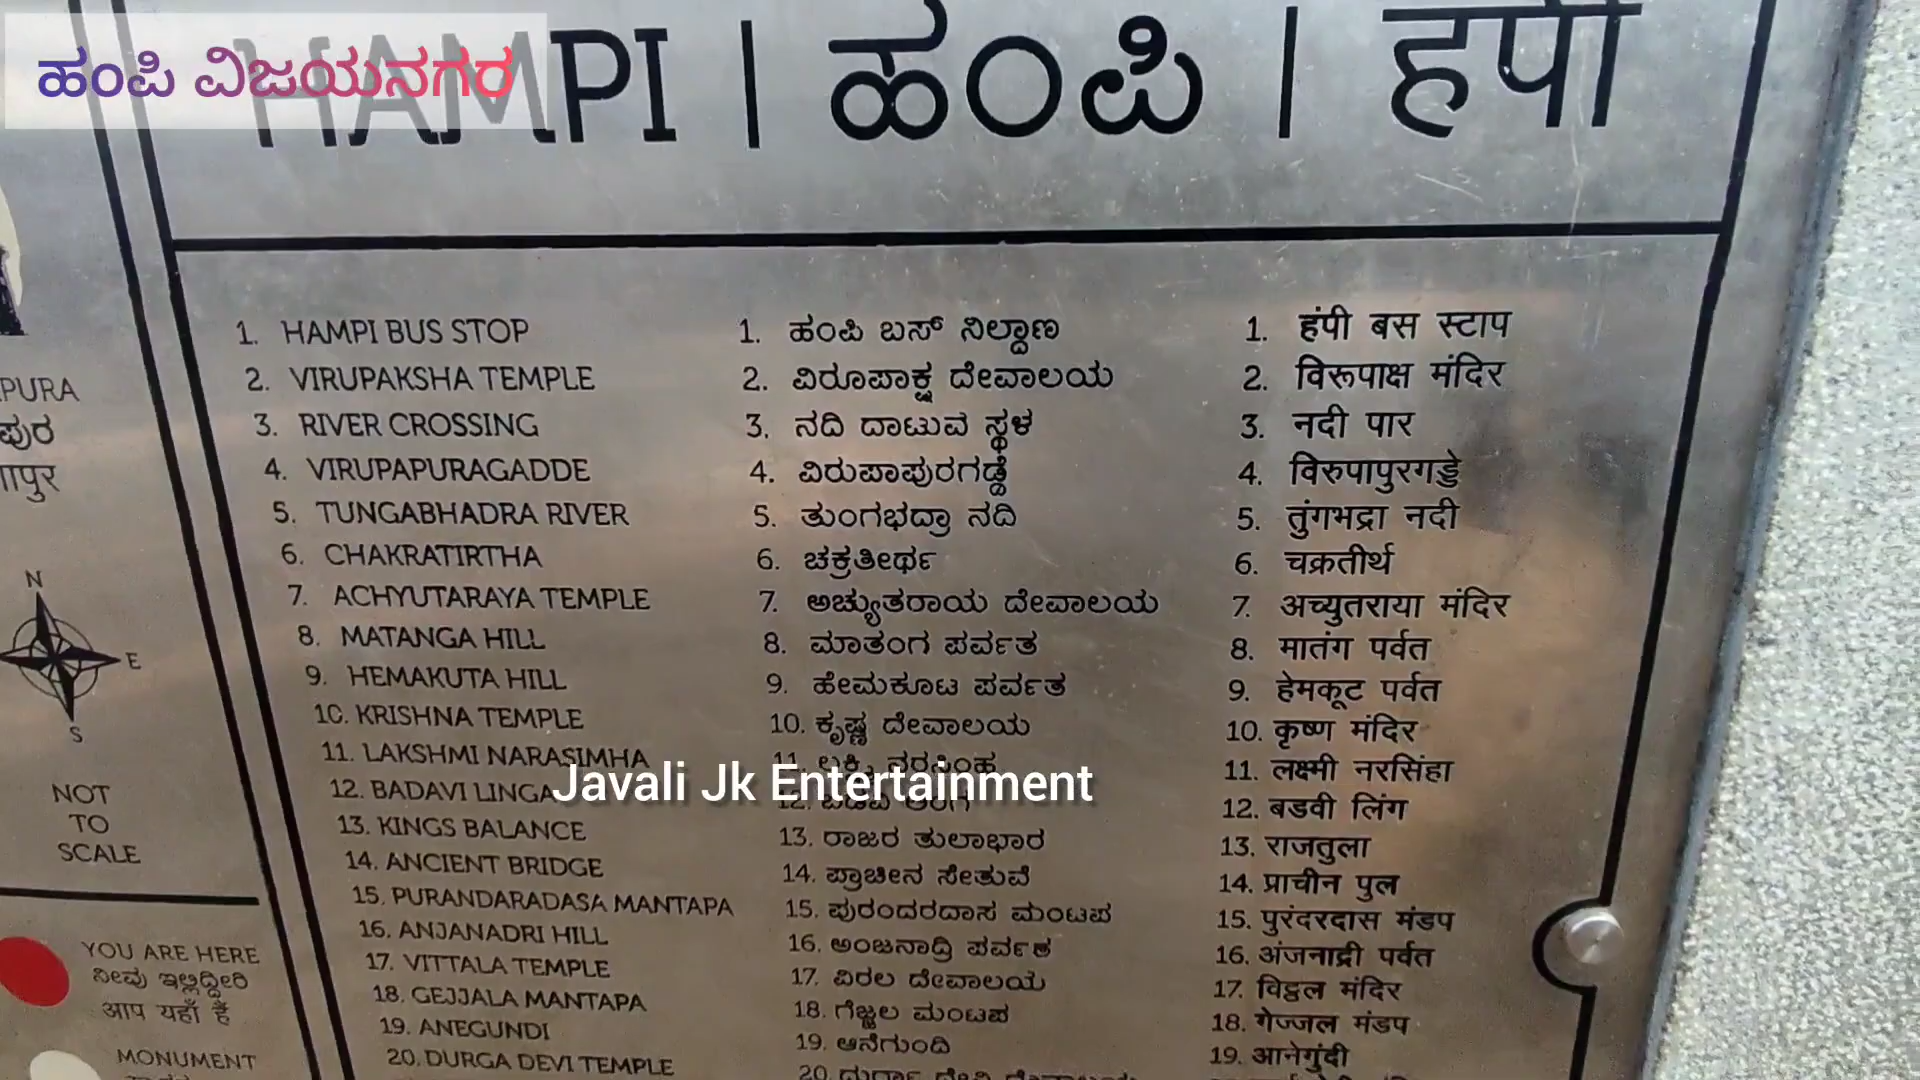 ಹಂಪಿ ವಿಜಯನಗರ
HAMPI | ಹಂಪಿ | हंपी
1. HAMPI BUS STOP
2. VIRUPAKSHA TEMPLE
3. RIVER CROSSING
4. VIRUPAPURAGADDE
5. TUNGABHADRA RIVER
6. CHAKRATIRTHA
7. ACHYUTARAYA TEMPLE
8. MATANGA HILL
9. HEMAKUTA HILL
10. KRISHNA TEMPLE
11. LAKSHMI NARASIMHA
12. BADAVI LINGA
13. KINGS BALANCE
14. ANCIENT BRIDGE
15. PURANDARADASA MANTAPA
16. ANJANADRI HILL
17. VITTALA TEMPLE
18. GEJJALA MANTAPA
19. ANEGUNDI
20. DURGA DEVI TEMPLE
1. ಹಂಪಿ ಬಸ್ ನಿಲ್ದಾಣ
2. ವಿರೂಪಾಕ್ಷ ದೇವಾಲಯ
3. ನದಿ ದಾಟುವ ಸ್ಥಳ
4. ವಿರುಪಾಪುರಗಡ್ಡೆ
5. ತುಂಗಭದ್ರಾ ನದಿ
6. ಚಕ್ರತೀರ್ಥ
7. ಅಚ್ಯುತರಾಯ ದೇವಾಲಯ
8. ಮಾತಂಗ ಪರ್ವತ
9. ಹೇಮಕೂಟ ಪರ್ವತ
10. ಕೃಷ್ಣ ದೇವಾಲಯ
11. ನರಸಿಂಹ
12.
13. ರಾಜರ ತುಲಾಭಾರ
14. ಪ್ರಾಚೀನ ಸೇತುವೆ
15. ಪುರಂದರದಾಸ ಮಂಟಪ
16. ಅಂಜನಾದ್ರಿ ಪರ್ವತ
17. ವಿಠಲ ದೇವಾಲಯ
18. ಗೆಜ್ಜಲ ಮಂಟಪ
19. ಆನೆಗುಂದಿ
20.
1. हंपी बस स्टाप
2. विरूपाक्ष मंदिर
3. नदी पार
4. विरुपापुरगड्डे
5. तुंगभद्रा नदी
6. चक्रतीर्थ
7. अच्युतराया मंदिर
8. मातंग पर्वत
9. हेमकूट पर्वत
10. कृष्ण मंदिर
11. लक्ष्मी नरसिंहा
12. बडवी लिंग
13. राजतुला
14. प्राचीन पुल
15. पुरंदरदास मंडप
16. अंजनाद्री पर्वत
17. विठ्ठल मंदिर
18. गेज्जल मंडप
19. आनेगुंदी
Javali Jk Entertainment
N
E
S
NOT
TO
SCALE
YOU ARE HERE
ನೀವು ಇಲ್ಲಿದ್ದೀರಿ
आप यहाँ हैं
MONUMENT